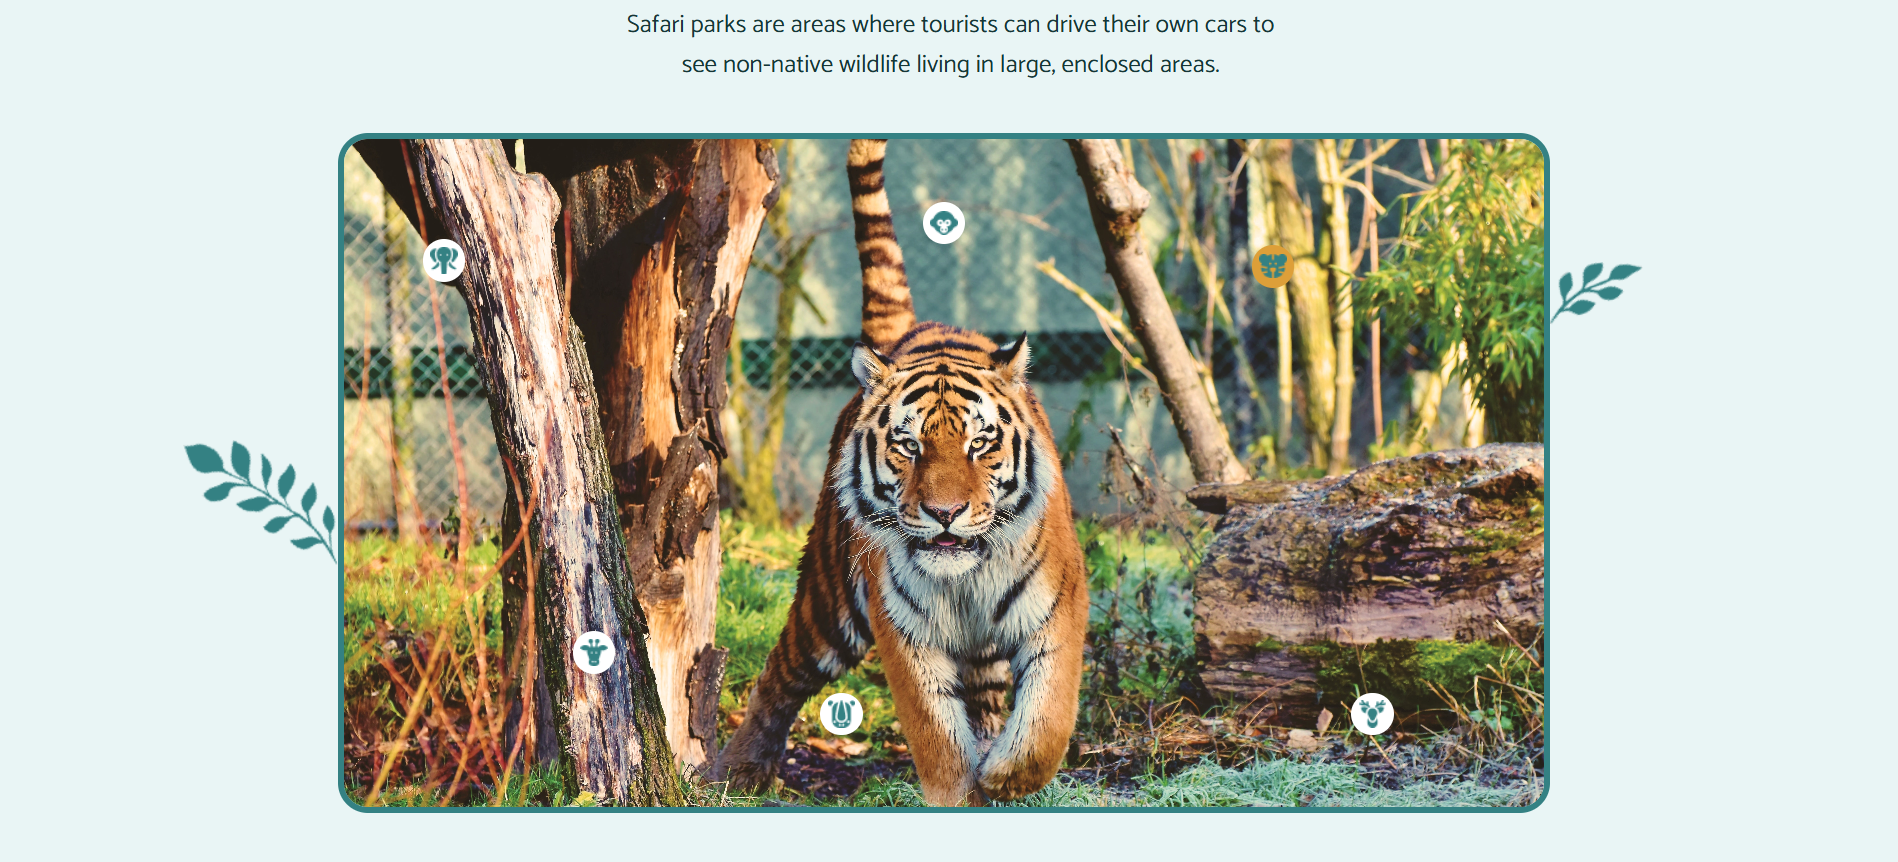 Safari parks are areas where tourists can drive their own cars to
see non-native wildlife living in large, enclosed areas.